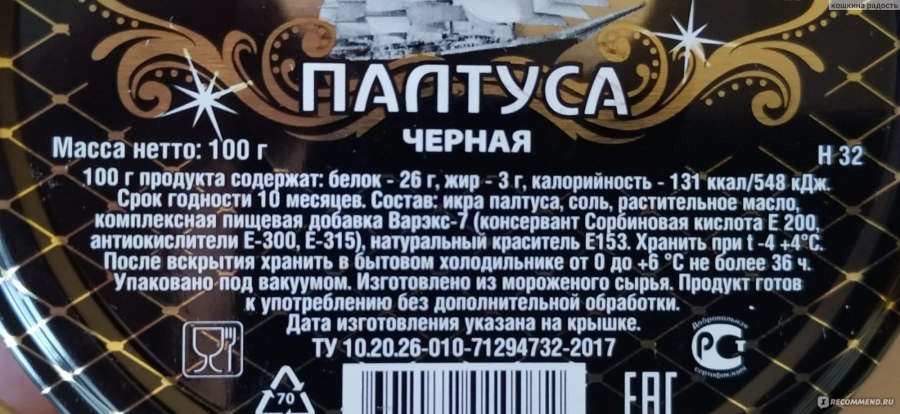 кошкина радость
ПАЛТУСА
ЧЕРНАЯ
Масса нетто: 100 г
Н 32
100 г продукта содержат: белок - 26 г, жир - 3 г, калорийность - 131 ккал/548 кДж.
Срок годности 10 месяцев. Состав: икра палтуса, соль, растительное масло,
комплексная пищевая добавка Варэкс-7 (консервант Сорбиновая кислота Е 200,
антиокислители Е-300, Е-315), натуральный краситель Е153. Хранить при t -4 +4°С.
После вскрытия хранить в бытовом холодильнике от 0 до +6 °С не более 36 ч.
Упаковано под вакуумом. Изготовлено из мороженого сырья. Продукт готов
к употреблению без дополнительной обработки.
Дата изготовления указана на крышке.
ТУ 10.20.26-010-71294732-2017
Добровольная
РСТ
сертификация
70
ЕАС
RECOMMEND.RU